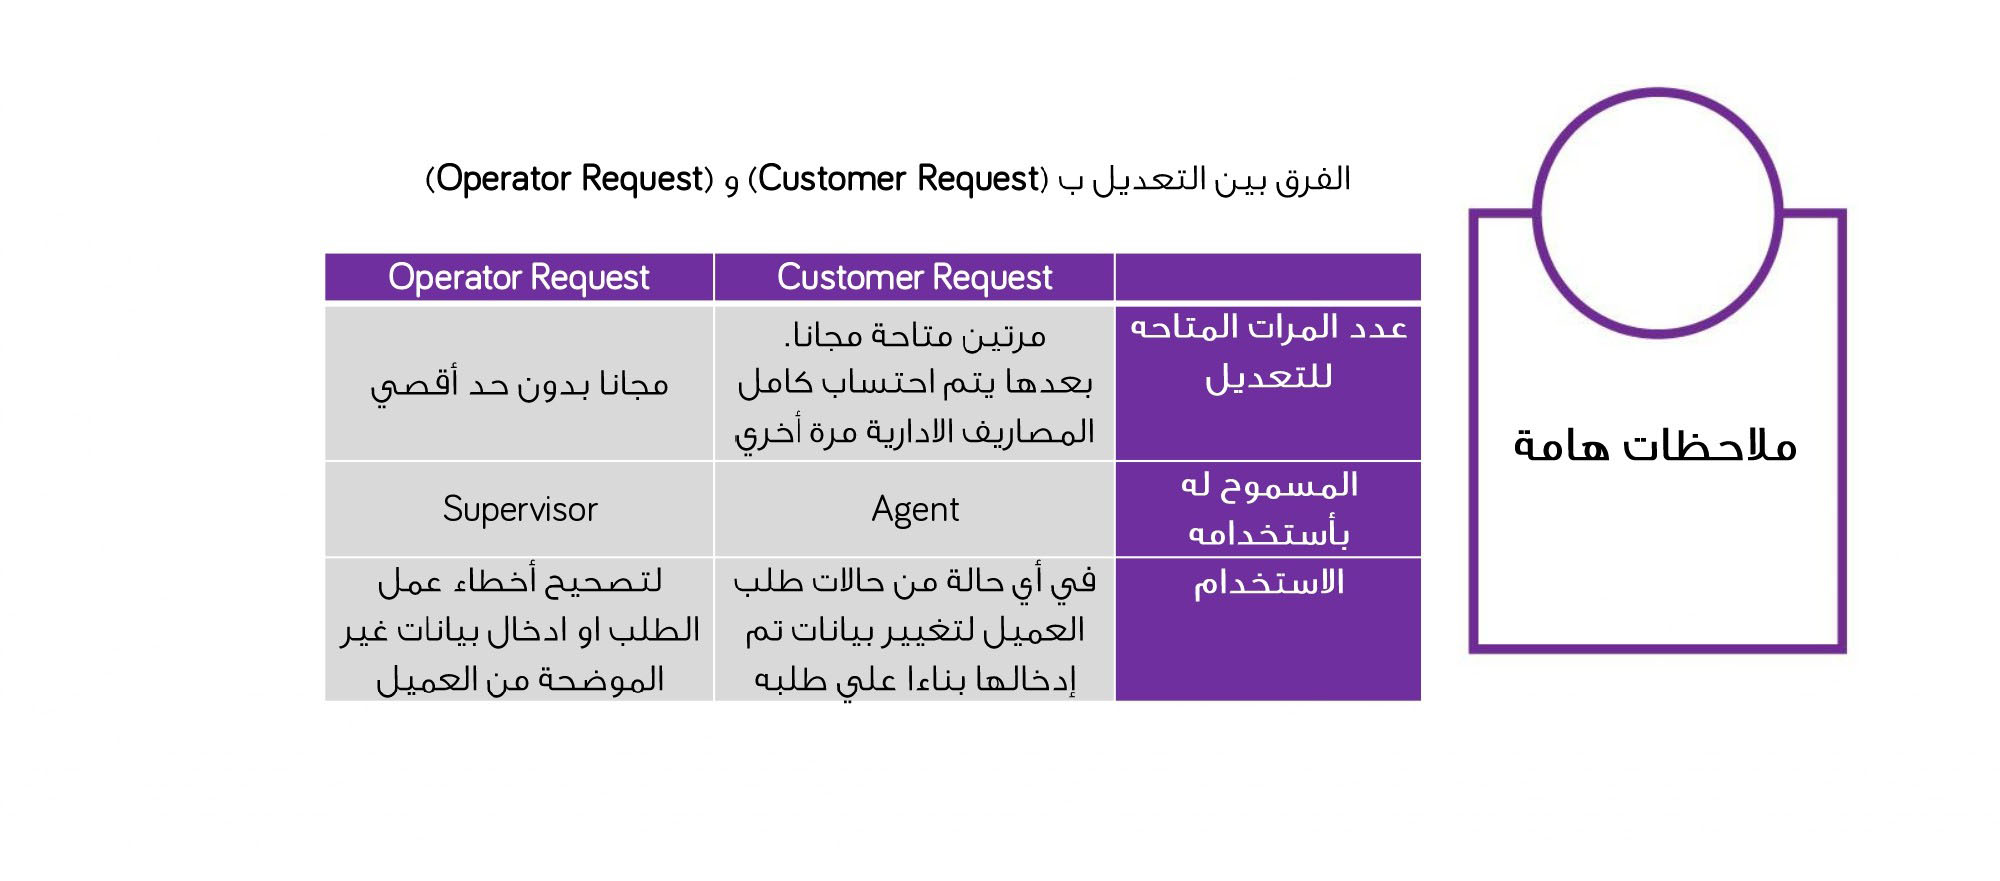 ملاحظات هامة
الفرق بين التعديل ب (Customer Request) و (Operator Request)
Customer Request
Operator Request
عدد المرات المتاحه
للتعديل
مرتين متاحة مجانا.
بعدها يتم احتساب كامل
المصاريف الادارية مرة أخري
مجانا بدون حد أقصي
المسموح له
بأستخدامه
Agent
Supervisor
الاستخدام
في أي حالة من حالات طلب
العميل لتغيير بيانات تم
إدخالها بناءا علي طلبه
لتصحيح أخطاء عمل
الطلب او ادخال بيانات غير
الموضحة من العميل